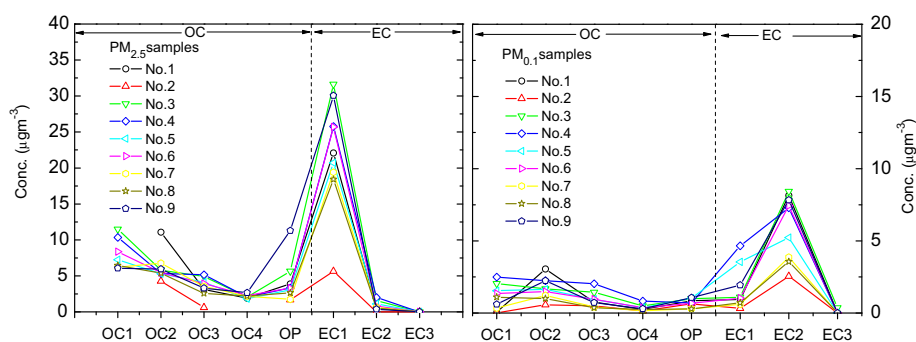 OC EC
PM2.5 samples
No.1
No.2
No.3
No.4
No.5
No.6
No.7
No.8
No.9
Conc. (μgm-3)
40
35
30
25
20
15
10
5
0
OC1 OC2 OC3 OC4 OP EC1 EC2 EC3
OC EC
PM0.1 samples
No.1
No.2
No.3
No.4
No.5
No.6
No.7
No.8
No.9
20
15
10
5
0
Conc. (μgm-3)
OC1 OC2 OC3 OC4 OP EC1 EC2 EC3